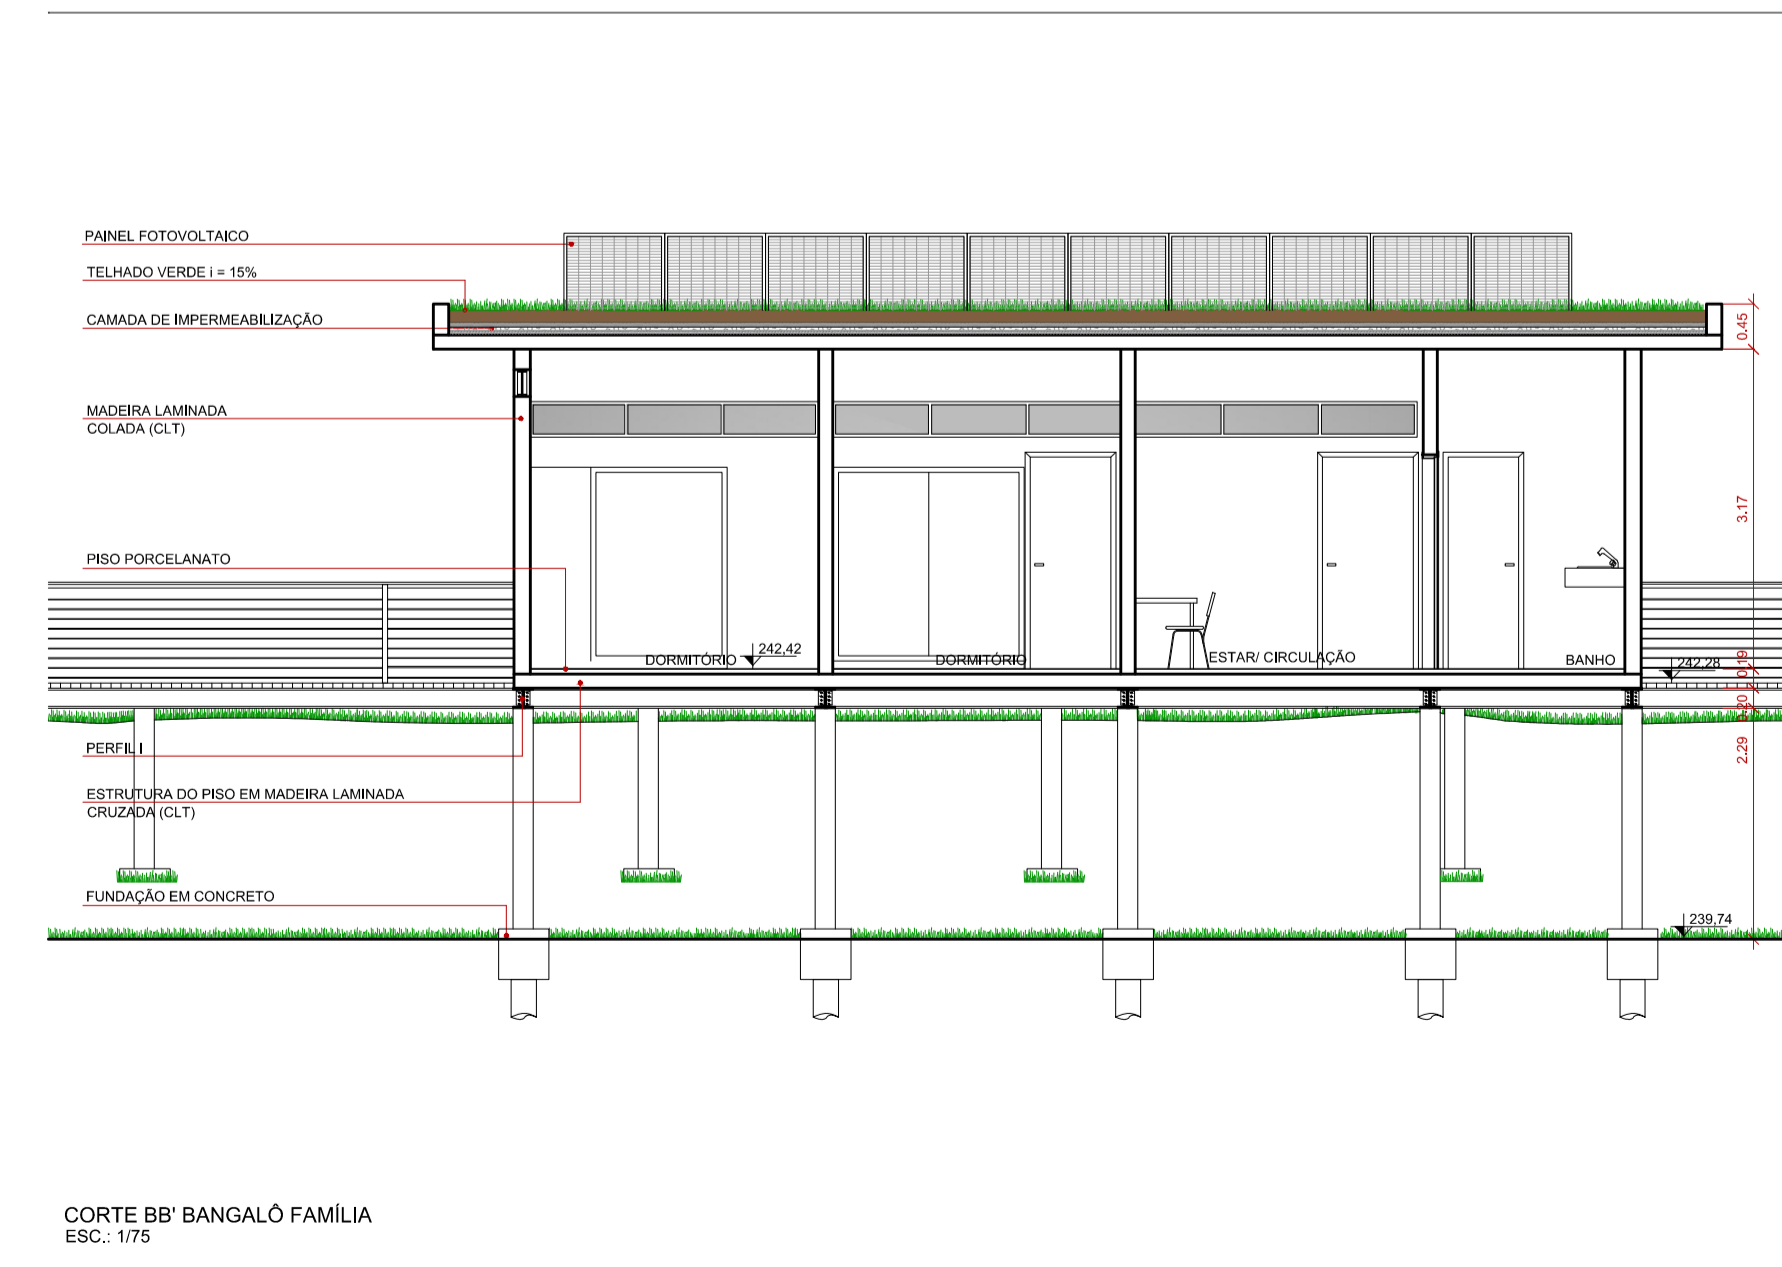 PAINEL FOTOVOLTAICO
TELHADO VERDE i = 15%
CAMADA DE IMPERMEABILIZAÇÃO
0.45
MADEIRA LAMINADA
COLADA (CLT)
3.17
PISO PORCELANATO
DORMITÓRIO
242,42
DORMITÓRIO
ESTAR/ CIRCULAÇÃO
BANHO
242,28
0.19
0.20
PERFIL I
2.29
ESTRUTURA DO PISO EM MADEIRA LAMINADA
CRUZADA (CLT)
FUNDAÇÃO EM CONCRETO
239,74
CORTE BB' BANGALÔ FAMÍLIA
ESC.: 1/75